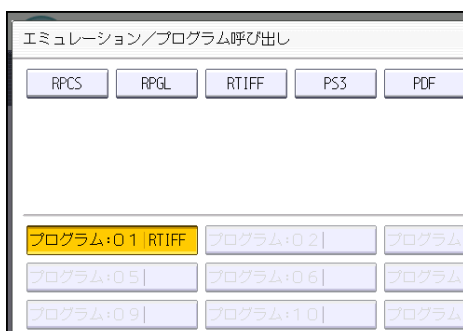 エミュレーション／プログラム呼び出し
RPCS RPGL RTIFF PS3 PDF
プログラム:０１|RTIFF プログラム:０２| プログラム
プログラム:０５| プログラム:０６| プログラム
プログラム:０９| プログラム:１０| プログラム